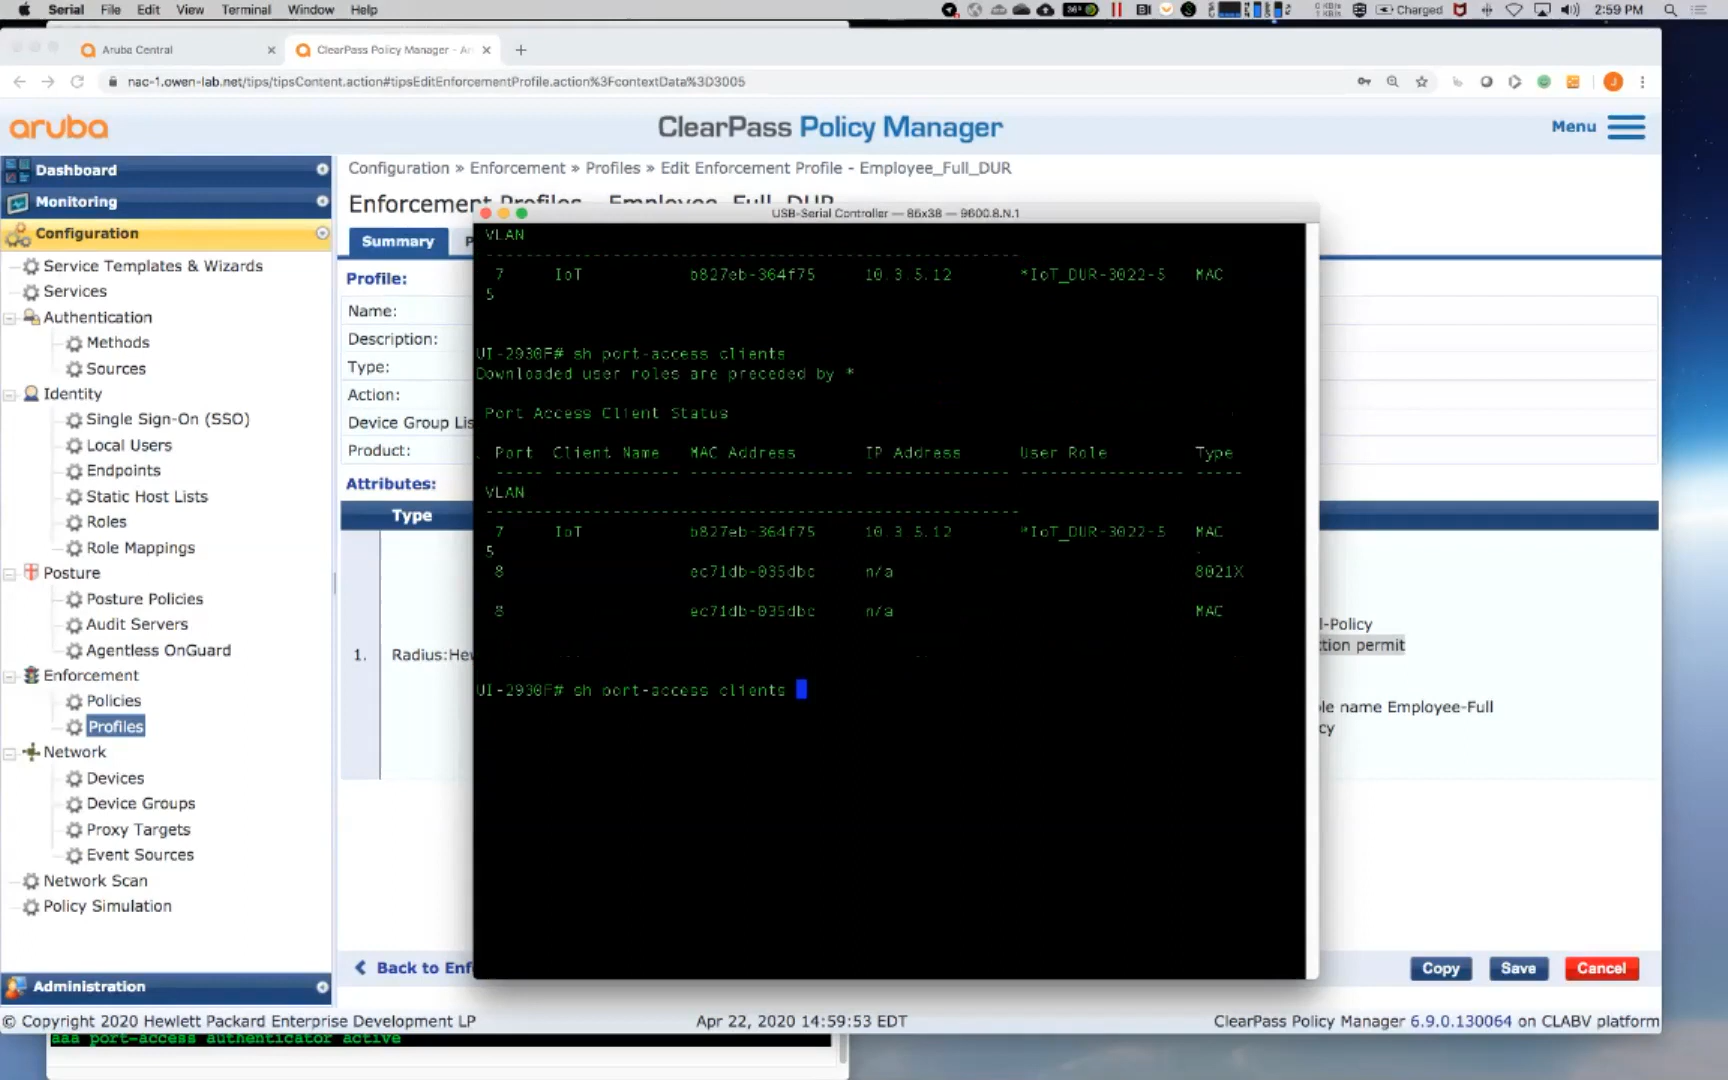 Serial File Edit View Terminal Window Help
Charged 2:59 PM
Aruba Central
ClearPass Policy Manager - Ar
nac-1.owen-lab.net/tips/tipsContent.action#tipsEditEnforcementProfile.action%3FcontextData%3D3005
aruba
ClearPass Policy Manager
Menu
Dashboard
Monitoring
Configuration
Service Templates & Wizards
Services
Authentication
Methods
Sources
Identity
Single Sign-On (SSO)
Local Users
Endpoints
Static Host Lists
Roles
Role Mappings
Posture
Posture Policies
Audit Servers
Agentless OnGuard
Enforcement
Policies
Profiles
Network
Devices
Device Groups
Proxy Targets
Event Sources
Network Scan
Policy Simulation
Administration
Configuration » Enforcement » Profiles » Edit Enforcement Profile - Employee_Full_DUR
Enforcement Profiles - Employee_Full_DUR
Summary
Profile:
Name:
Description:
Type:
Action:
Device Group Lis
Product:
Attributes:
Type
1. Radius:Hew
l-Policy
tion permit
le name Employee-Full
cy
USB-Serial Controller — 86x38 — 9600.8.N.1
VLAN
7 IoT b827eb-364f75 10.3.5.12 *IoT_DUR-3022-5 MAC
5
UI-2930F# sh port-access clients
Downloaded user roles are preceded by *
Port Access Client Status
Port Client Name MAC Address IP Address User Role Type
VLAN
7 IoT b827eb-364f75 10.3.5.12 *IoT_DUR-3022-5 MAC
5
8 ec71db-035dbc n/a 8021X
8 ec71db-035dbc n/a MAC
UI-2930F# sh port-access clients
Back to Enf
Copy Save Cancel
© Copyright 2020 Hewlett Packard Enterprise Development LP
Apr 22, 2020 14:59:53 EDT
ClearPass Policy Manager 6.9.0.130064 on CLABV platform
aaa port-access authenticator active